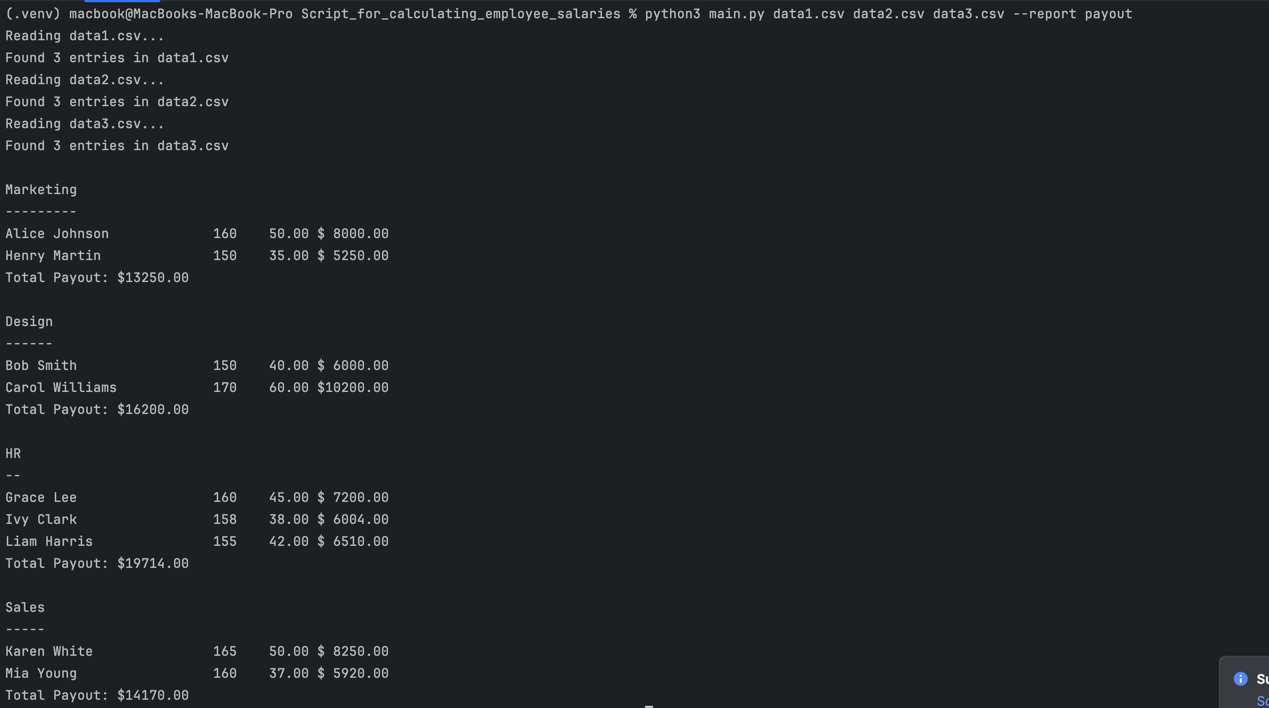 (.venv) macbook@MacBooks-MacBook-Pro Script_for_calculating_employee_salaries % python3 main.py data1.csv data2.csv data3.csv --report payout
Reading data1.csv...
Found 3 entries in data1.csv
Reading data2.csv...
Found 3 entries in data2.csv
Reading data3.csv...
Found 3 entries in data3.csv

Marketing
---------
Alice Johnson             160    50.00 $ 8000.00
Henry Martin              150    35.00 $ 5250.00
Total Payout: $13250.00

Design
------
Bob Smith                 150    40.00 $ 6000.00
Carol Williams            170    60.00 $10200.00
Total Payout: $16200.00

HR
--
Grace Lee                 160    45.00 $ 7200.00
Ivy Clark                 158    38.00 $ 6004.00
Liam Harris               155    42.00 $ 6510.00
Total Payout: $19714.00

Sales
-----
Karen White               165    50.00 $ 8250.00
Mia Young                 160    37.00 $ 5920.00
Total Payout: $14170.00